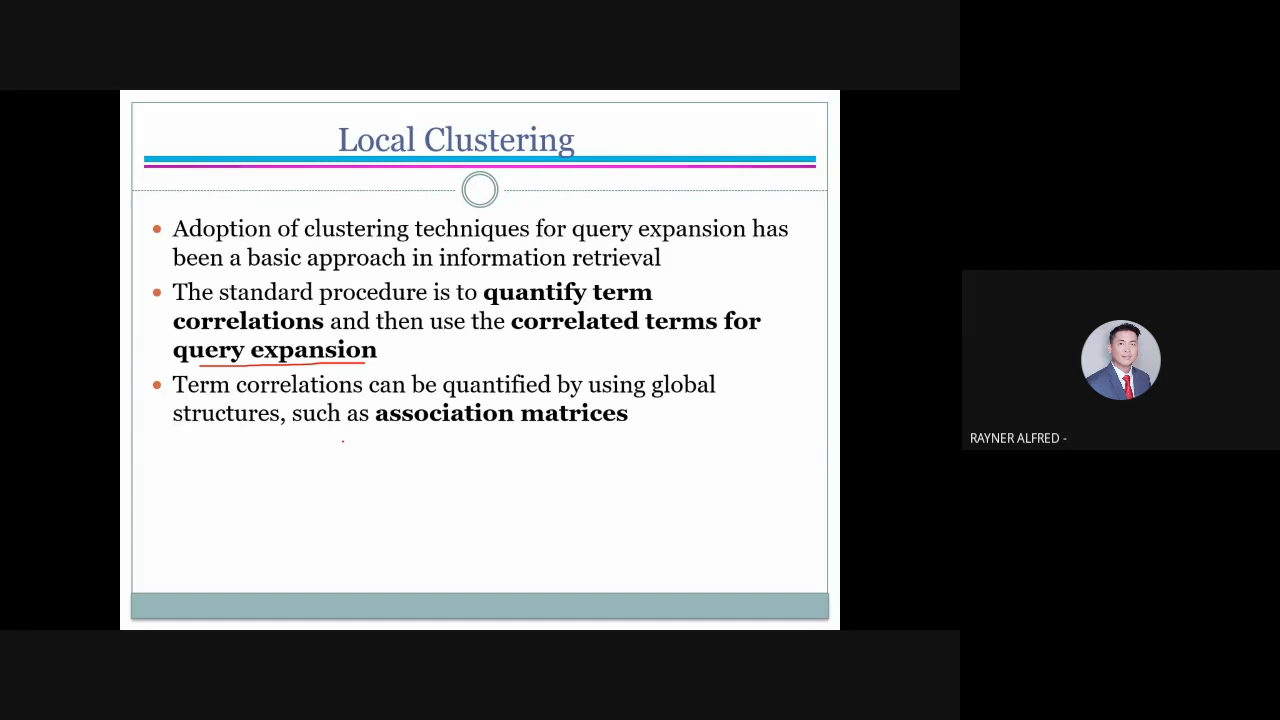 Local Clustering
• Adoption of clustering techniques for query expansion has
been a basic approach in information retrieval
• The standard procedure is to quantify term
correlations and then use the correlated terms for
query expansion
• Term correlations can be quantified by using global
structures, such as association matrices
RAYNER ALFRED -